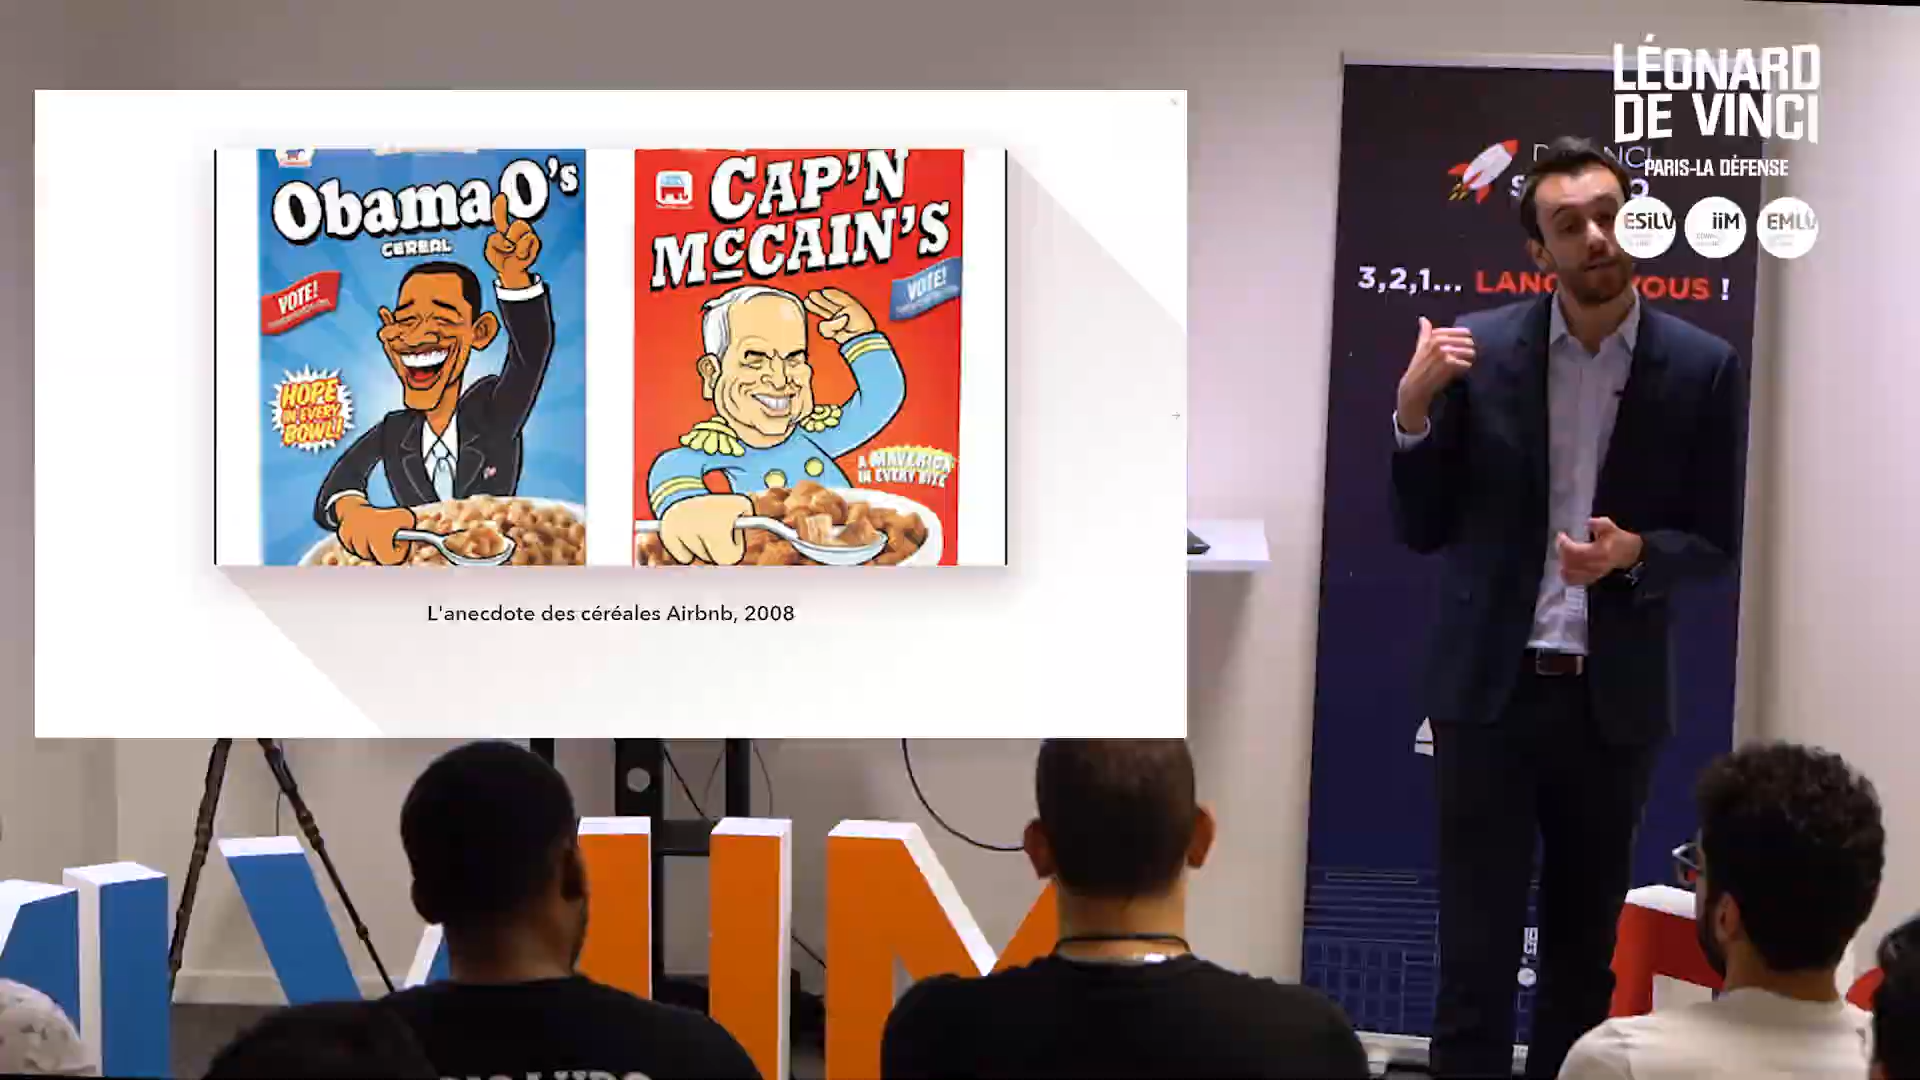 Obama O's
CEREAL
VOTE!
HOPE
IN EVERY
BOWL!
CAP'N
McCAIN'S
VOTE!
A MAVERICK
IN EVERY BITE
L'anecdote des céréales Airbnb, 2008
LÉONARD
DE VINCI
PARIS-LA DÉFENSE
ESILV
iiM
EMLV
3,2,1... LANC VOUS !